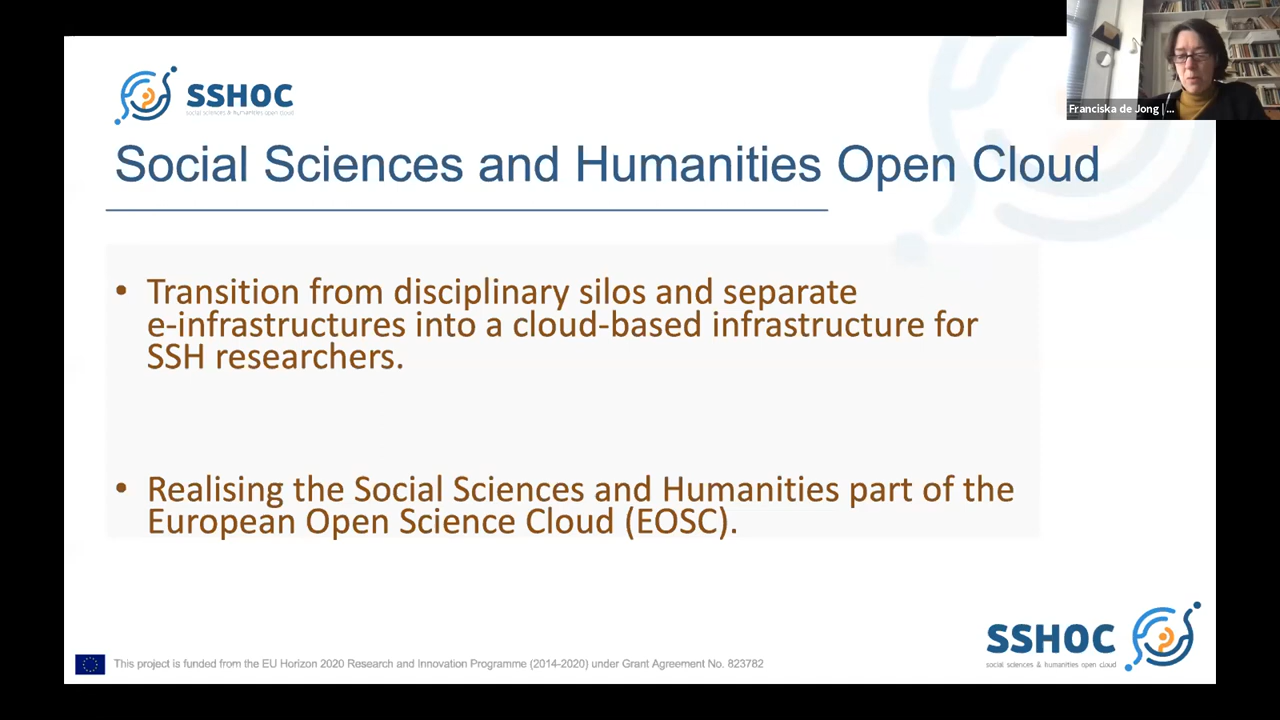 SSHOC
social sciences & humanities open cloud
Franciska de Jong | ...
Social Sciences and Humanities Open Cloud
• Transition from disciplinary silos and separate
e-infrastructures into a cloud-based infrastructure for
SSH researchers.
• Realising the Social Sciences and Humanities part of the
European Open Science Cloud (EOSC).
SSHOC
social sciences & humanities open cloud
This project is funded from the EU Horizon 2020 Research and Innovation Programme (2014-2020) under Grant Agreement No. 823782